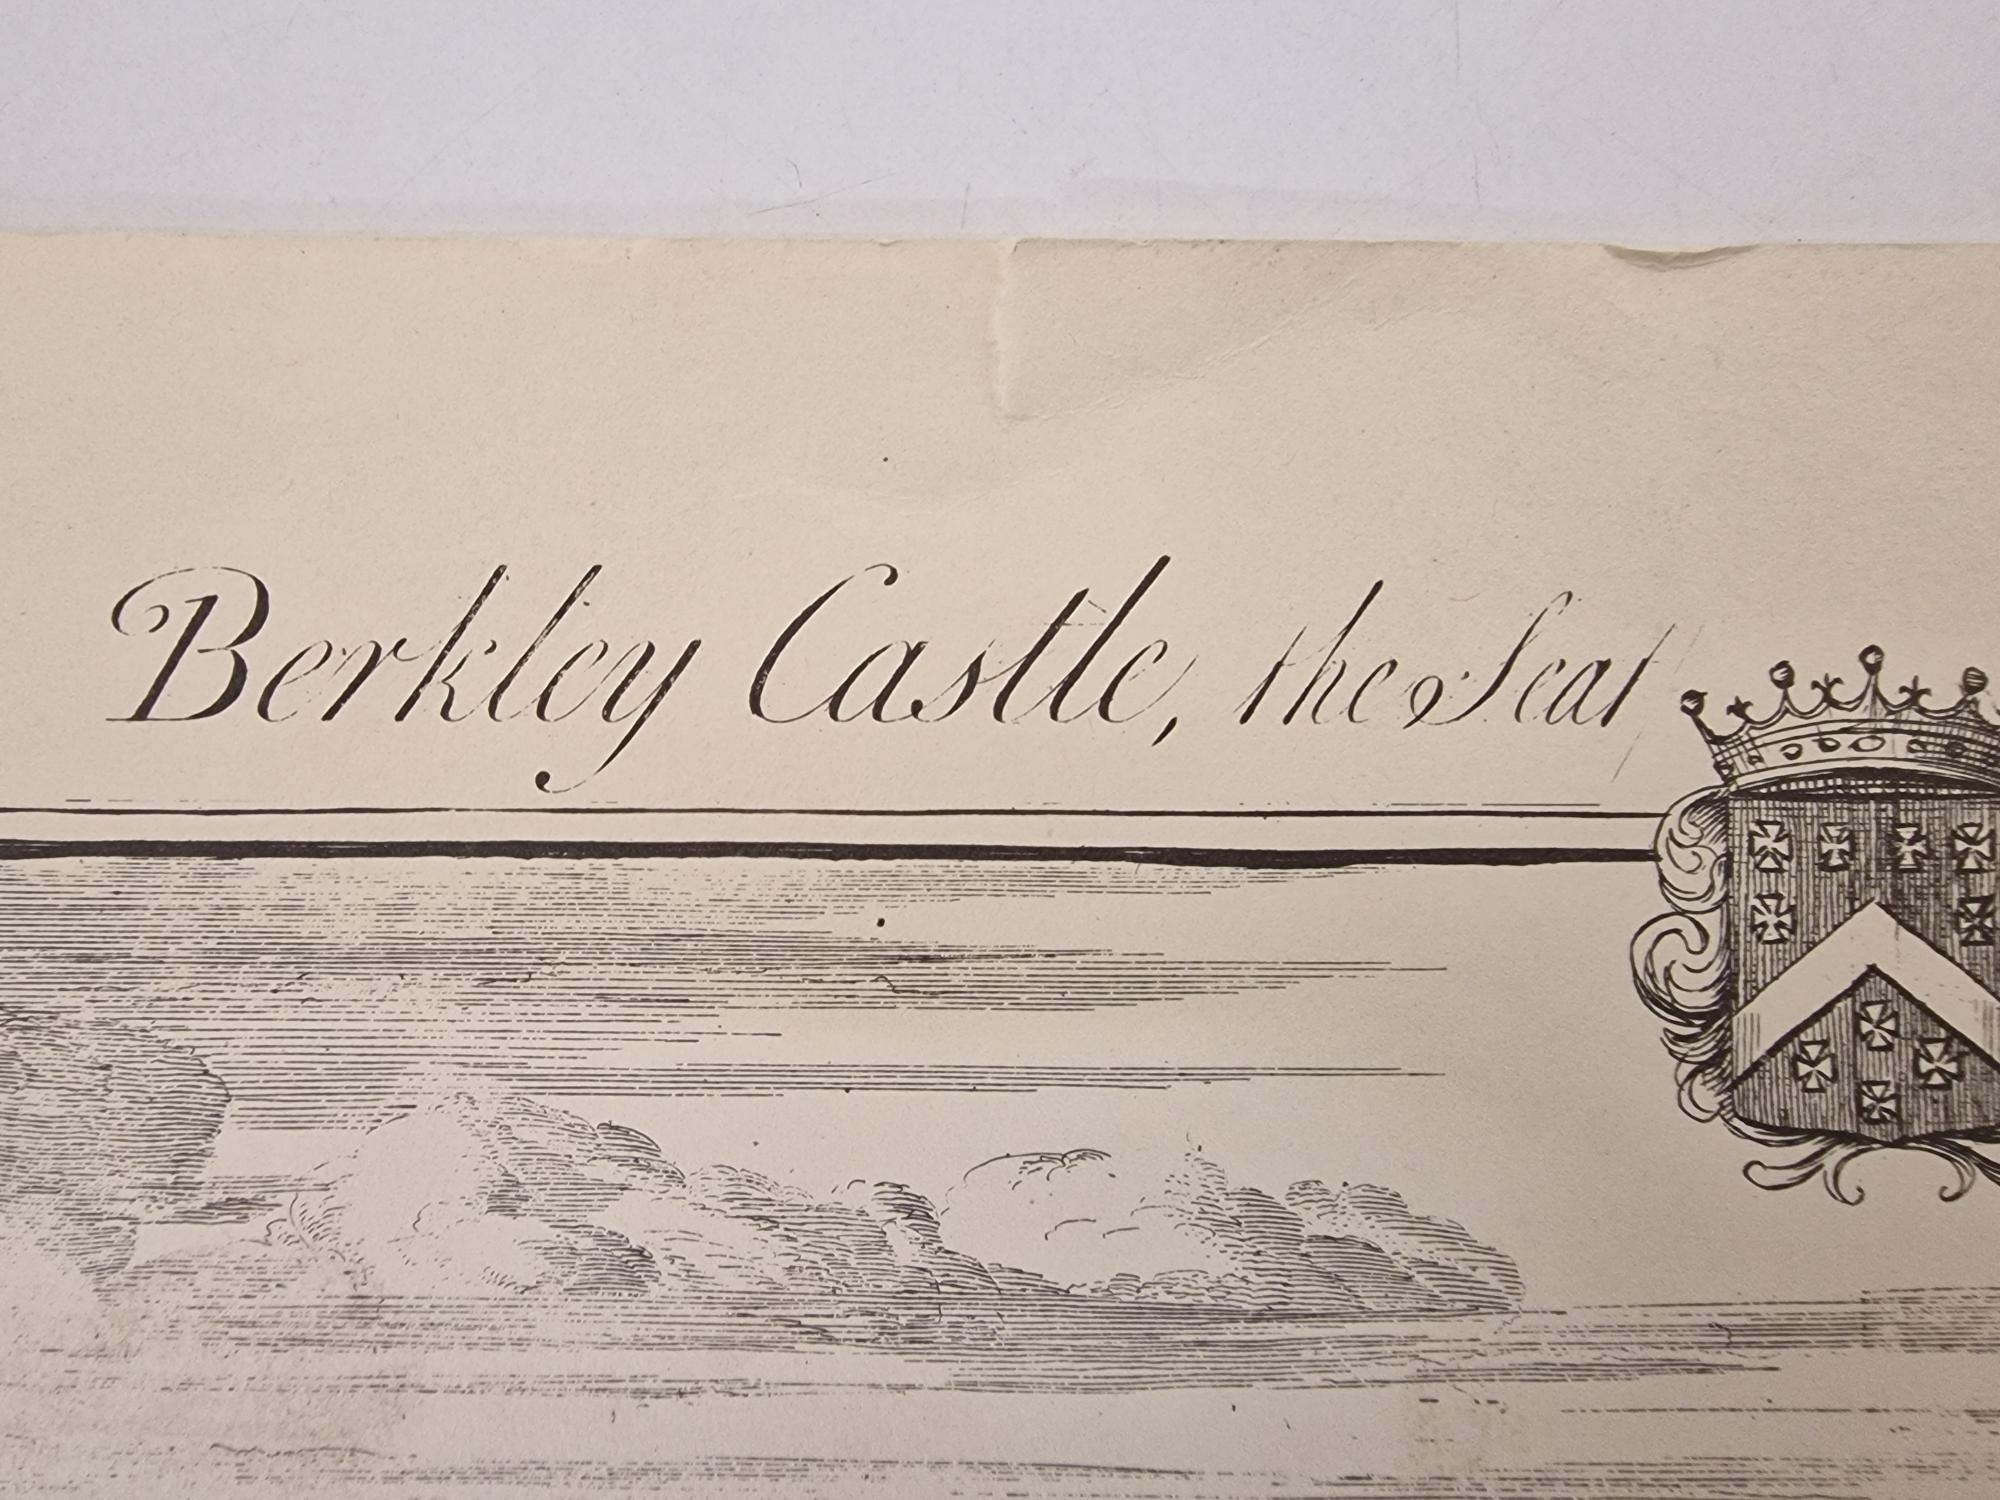 Berkley Castle, the Seat